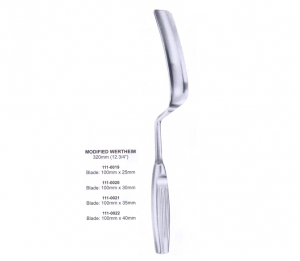 MODIFIED WERTHEIM
320mm (12 3/4")
111-0019
Blade: 100mm x 25mm
111-0020
Blade: 100mm x 30mm
111-0021
Blade: 100mm x 35mm
111-0022
Blade: 100mm x 40mm